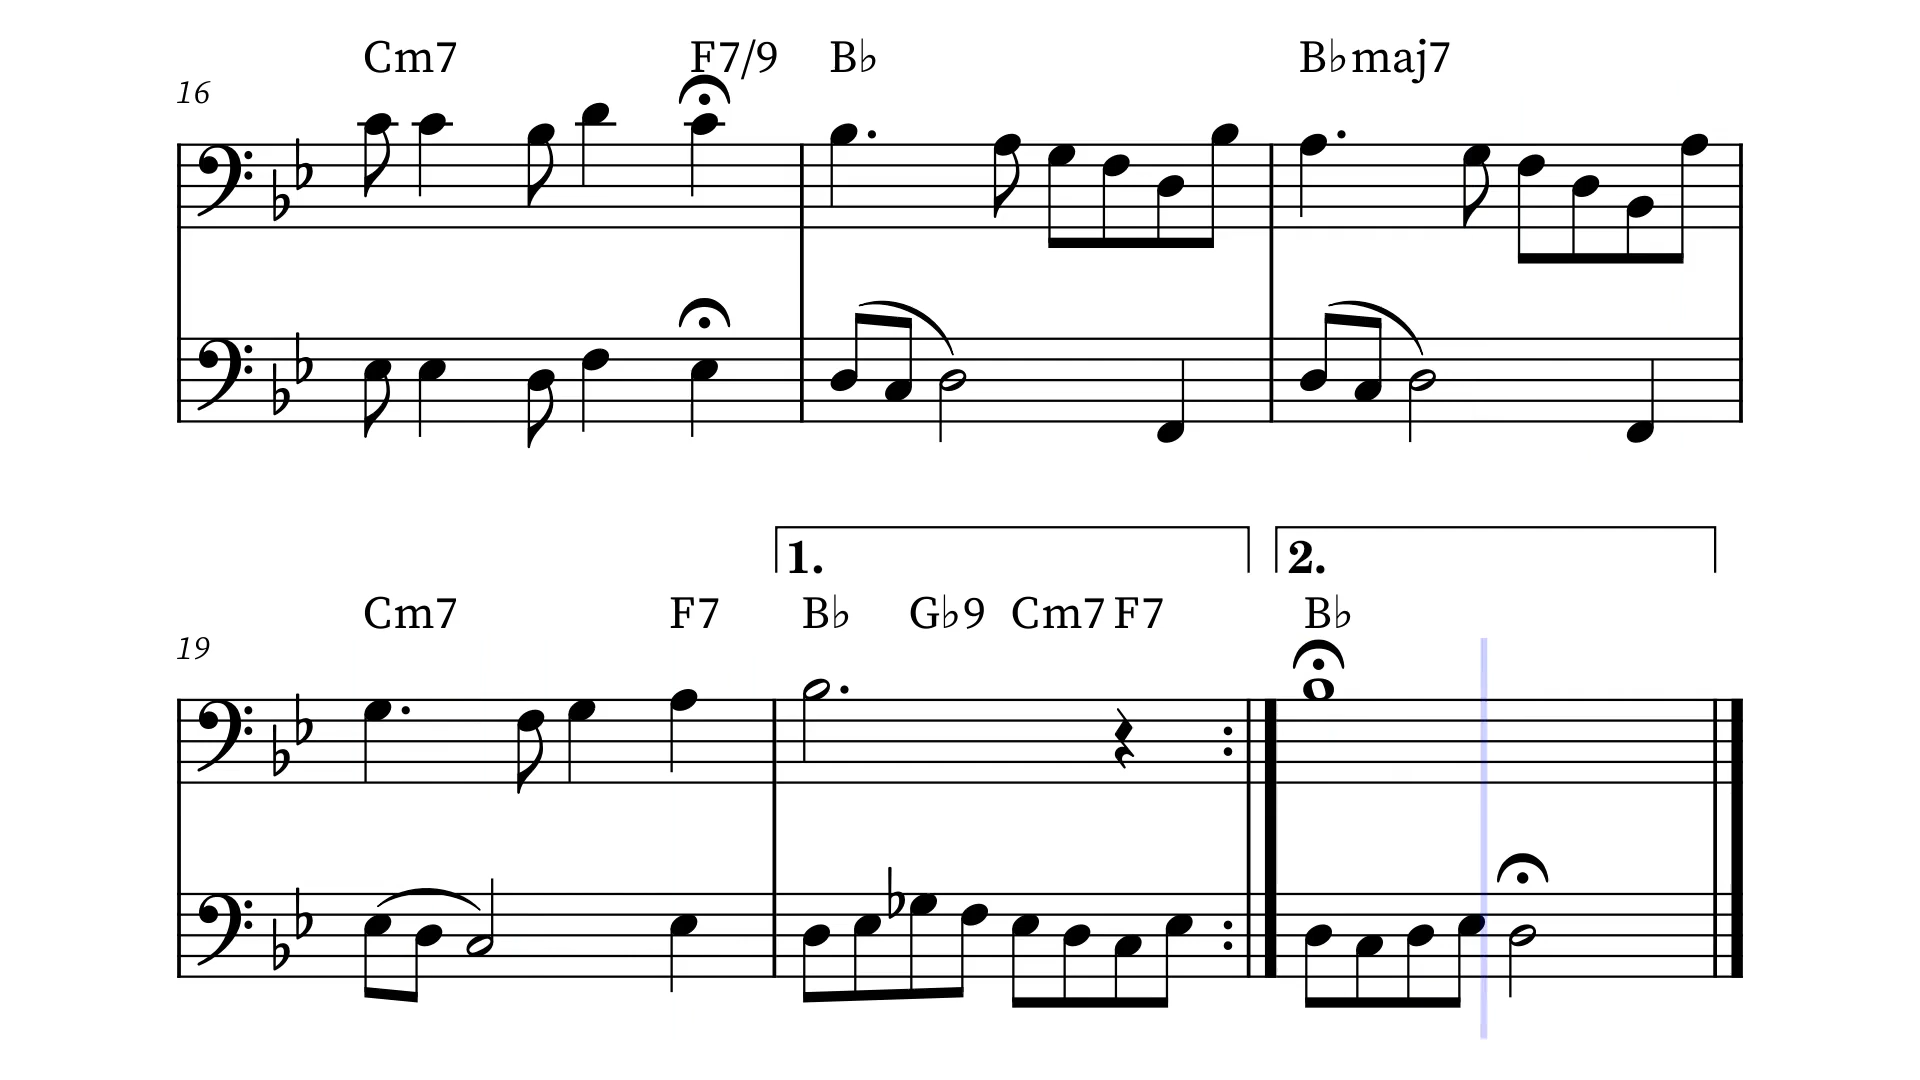 Cm7 F7/9 B♭ B♭maj7
16
1. 2.
Cm7 F7 B♭ G♭9 Cm7 F7 B♭
19